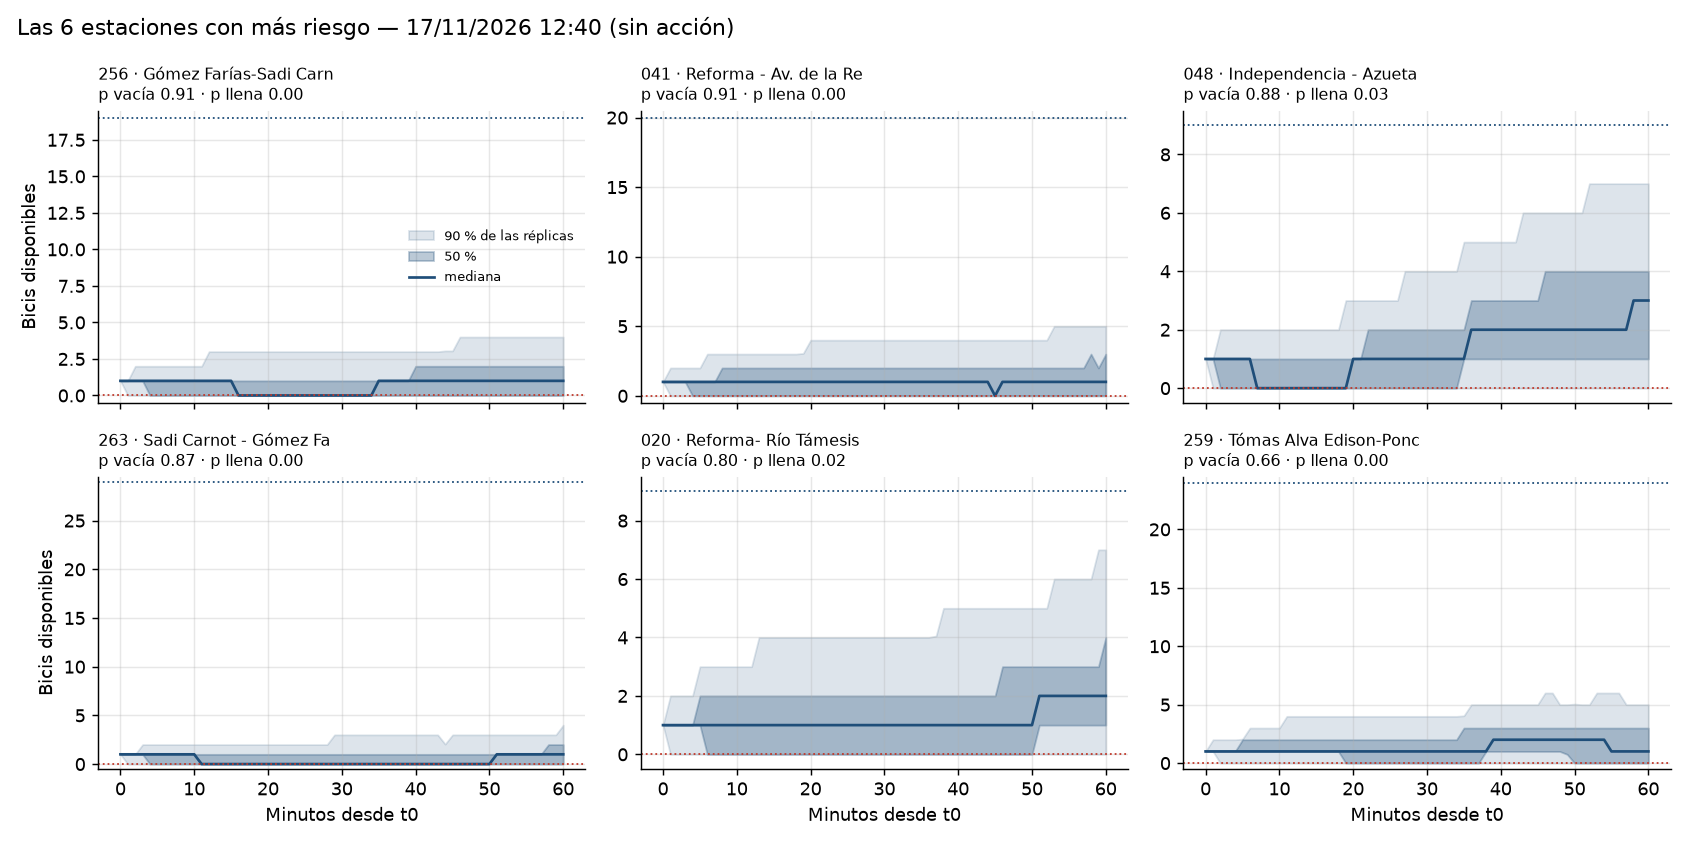 Las 6 estaciones con más riesgo — 17/11/2026 12:40 (sin acción)
256 · Gómez Farías-Sadi Carn
p vacía 0.91 · p llena 0.00
17.5
15.0
12.5
10.0
7.5
5.0
2.5
0.0
Bicis disponibles
90 % de las réplicas
50 %
mediana
041 · Reforma - Av. de la Re
p vacía 0.91 · p llena 0.00
20
15
10
5
0
048 · Independencia - Azueta
p vacía 0.88 · p llena 0.03
8
6
4
2
0
263 · Sadi Carnot - Gómez Fa
p vacía 0.87 · p llena 0.00
25
20
15
10
5
0
Bicis disponibles
0 10 20 30 40 50 60
Minutos desde t0
020 · Reforma- Río Támesis
p vacía 0.80 · p llena 0.02
8
6
4
2
0
0 10 20 30 40 50 60
Minutos desde t0
259 · Tómas Alva Edison-Ponc
p vacía 0.66 · p llena 0.00
20
15
10
5
0
0 10 20 30 40 50 60
Minutos desde t0